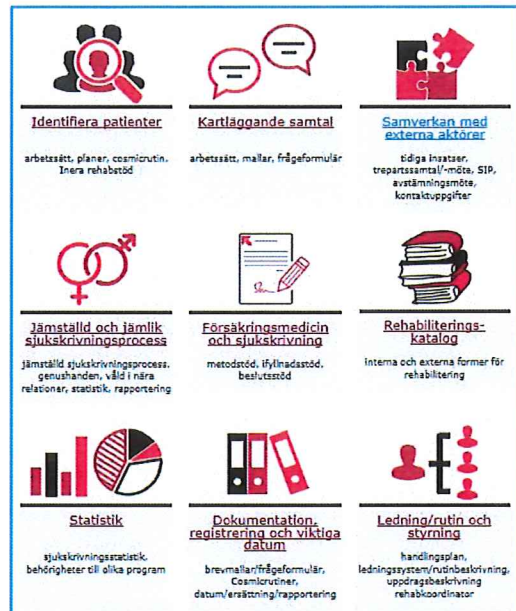 Identifiera patienter
arbetssätt, planer, cosmicrutin.
Inera rehabstöd
Kartläggande samtal
arbetssätt, mallar, frågeformulär
Samverkan med
externa aktörer
tidiga insatser,
trepartssamtal/-möte, SIP,
avstämningsmöte,
kontaktuppgifter
Jämställd och jämlik
sjukskrivningsprocess
jämställd sjukskrivningsprocess,
genushanden, våld i nära
relationer, statistik, rapportering
Försäkringsmedicin
och sjukskrivning
metodstöd, ifyllnadsstöd,
beslutsstöd
Rehabiliterings-
katalog
interna och externa former för
rehabilitering
Statistik
sjukskrivningsstatistik,
behörigheter till olika program
Dokumentation,
registrering och viktiga
datum
brevmallar/frågeformulär,
Cosmicrutiner,
datum/ersättning/rapportering
Ledning/rutin och
styrning
handlingsplan,
ledningssystem/rutinbeskrivning,
uppdragsbeskrivning
rehabkoordinator